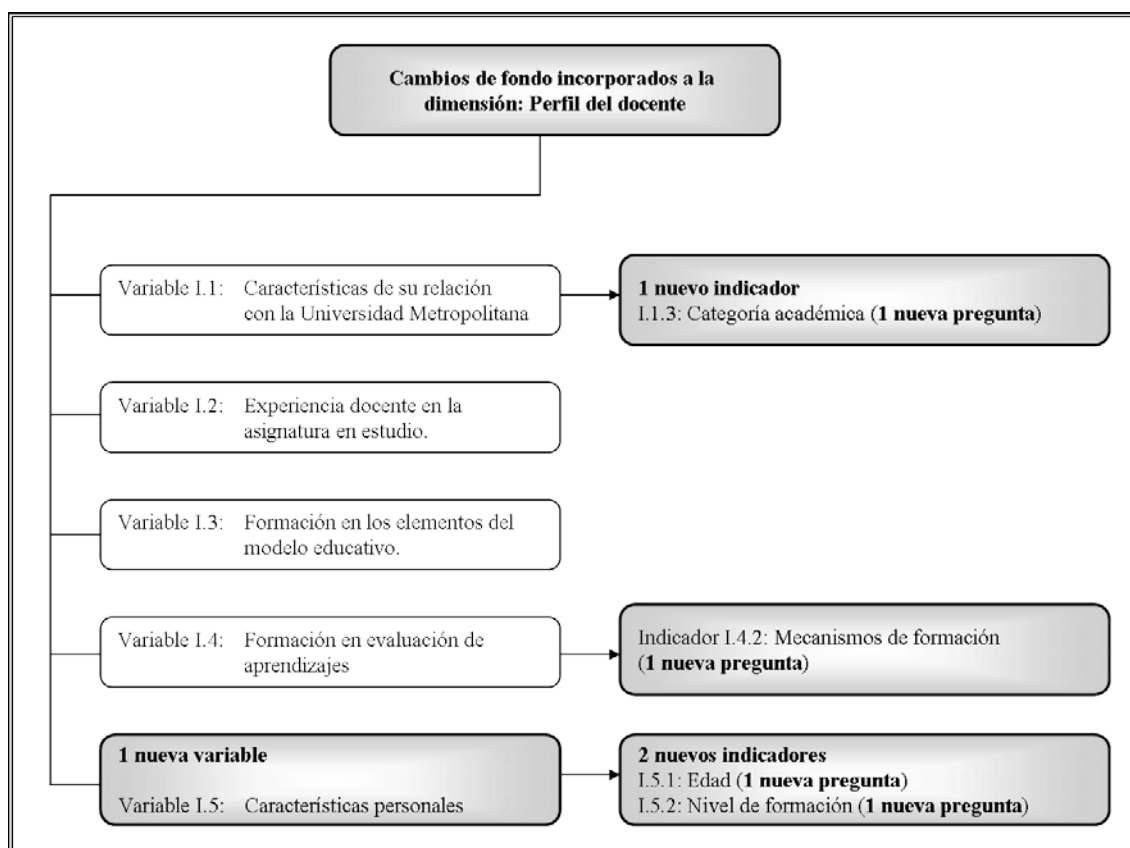 Cambios de fondo incorporados a la
dimensión: Perfil del docente
Variable I.1: Características de su relación
con la Universidad Metropolitana
1 nuevo indicador
I.1.3: Categoría académica (1 nueva pregunta)
Variable I.2: Experiencia docente en la
asignatura en estudio.
Variable I.3: Formación en los elementos del
modelo educativo.
Variable I.4: Formación en evaluación de
aprendizajes
Indicador I.4.2: Mecanismos de formación
(1 nueva pregunta)
1 nueva variable
Variable I.5: Características personales
2 nuevos indicadores
I.5.1: Edad (1 nueva pregunta)
I.5.2: Nivel de formación (1 nueva pregunta)